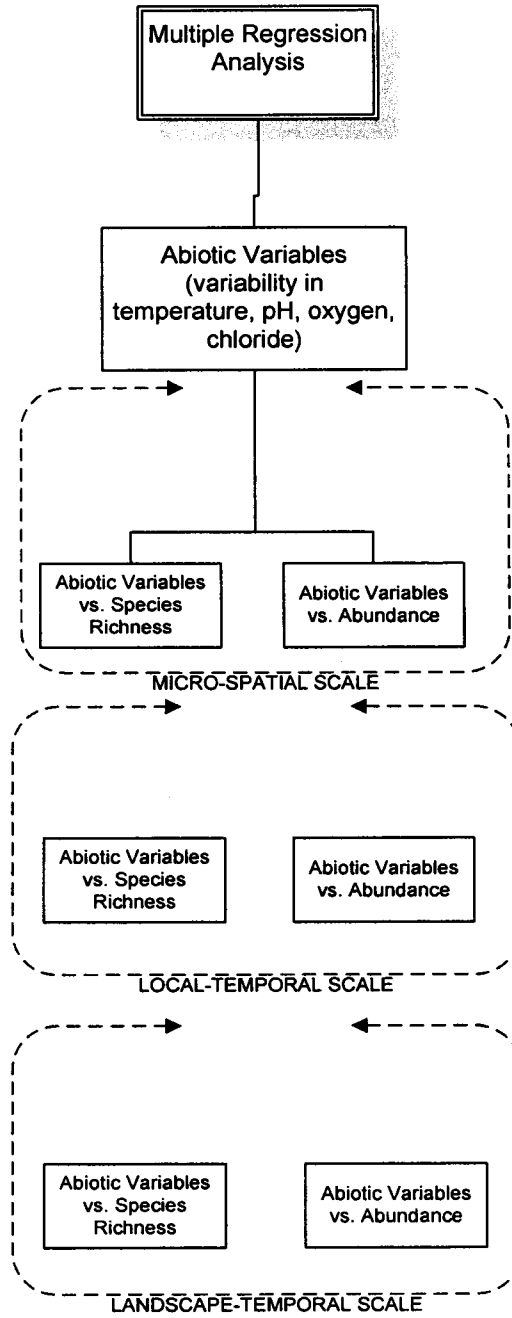 Multiple Regression
Analysis
Abiotic Variables
(variability in
temperature, pH, oxygen,
chloride)
Abiotic Variables
vs. Species
Richness
Abiotic Variables
vs. Abundance
MICRO-SPATIAL SCALE
Abiotic Variables
vs. Species
Richness
Abiotic Variables
vs. Abundance
LOCAL-TEMPORAL SCALE
Abiotic Variables
vs. Species
Richness
Abiotic Variables
vs. Abundance
LANDSCAPE-TEMPORAL SCALE